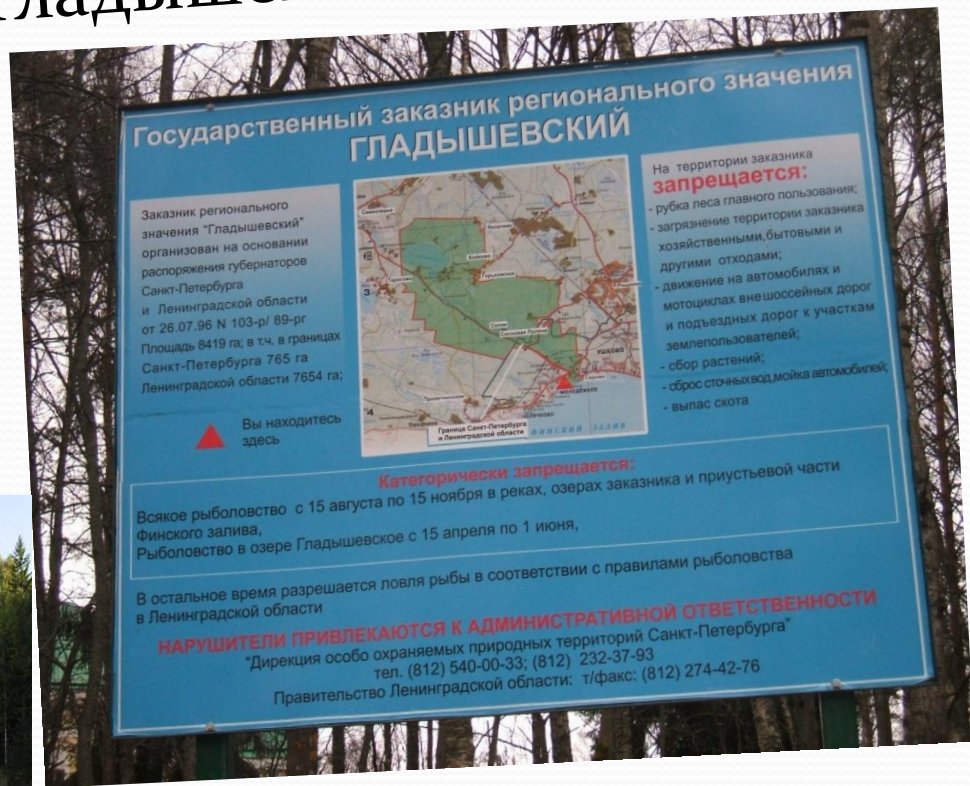 Государственный заказник регионального значения
ГЛАДЫШЕВСКИЙ
Заказник регионального
значения "Гладышевский"
организован на основании
распоряжения губернаторов
Санкт-Петербурга
и Ленинградской области
от 26.07.96 N 103-р/ 89-рг
Площадь 8419 га; в т.ч. в границах
Санкт-Петербурга 765 га
Ленинградской области 7654 га;
Вы находитесь
здесь
УШКОВО
МОЛОДЁЖНОЕ
ФИНСКИЙ ЗАЛИВ
Граница Санкт-Петербурга
и Ленинградской области
На территории заказника
запрещается:
- рубка леса главного пользования;
- загрязнение территории заказника
хозяйственными,бытовыми и
другими отходами;
- движение на автомобилях и
мотоциклах внешоссейных дорог
и подъездных дорог к участкам
землепользователей;
- сбор растений;
- сброс сточных вод,мойка автомобилей;
- выпас скота
Категорически запрещается:
Всякое рыболовство с 15 августа по 15 ноября в реках, озерах заказника и приустьевой части
Финского залива,
Рыболовство в озере Гладышевское с 15 апреля по 1 июня,
В остальное время разрешается ловля рыбы в соответствии с правилами рыболовства
в Ленинградской области
НАРУШИТЕЛИ ПРИВЛЕКАЮТСЯ К АДМИНИСТРАТИВНОЙ ОТВЕТСТВЕННОСТИ
"Дирекция особо охраняемых природных территорий Санкт-Петербурга"
тел. (812) 540-00-33; (812) 232-37-93
Правительство Ленинградской области: т/факс: (812) 274-42-76